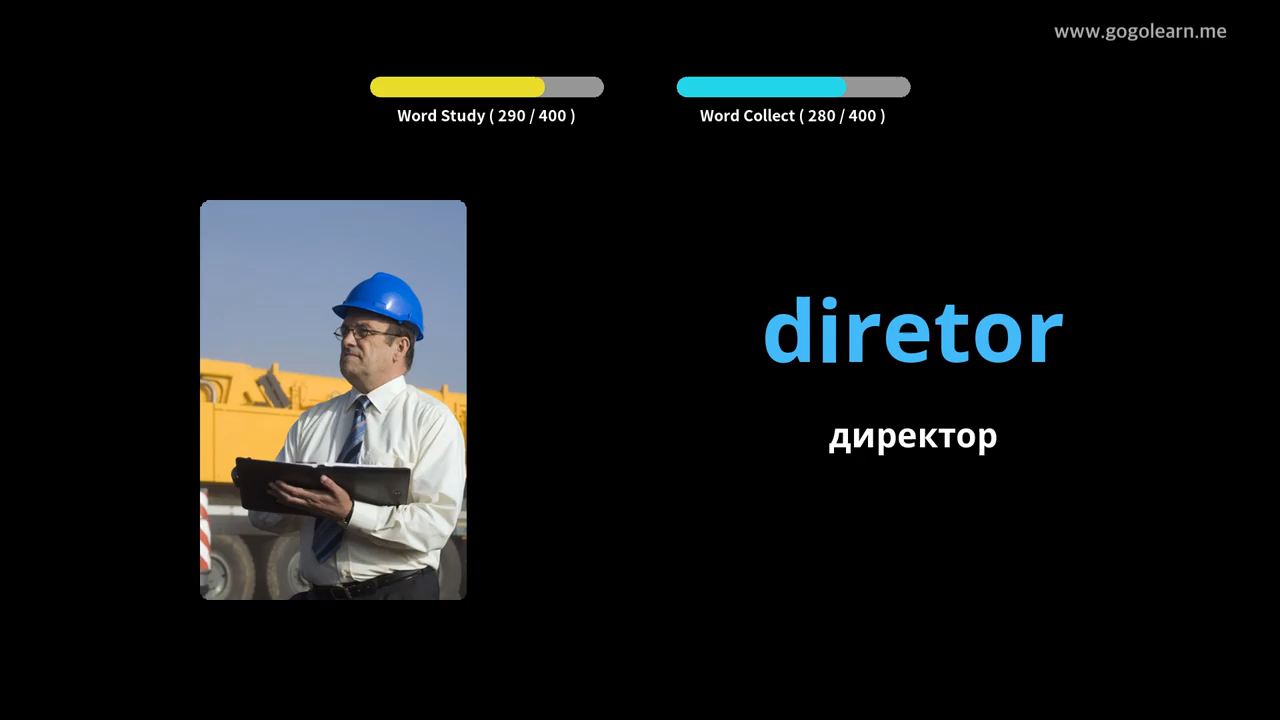 www.gogolearn.me
Word Study ( 290 / 400 )
Word Collect ( 280 / 400 )
diretor
директор